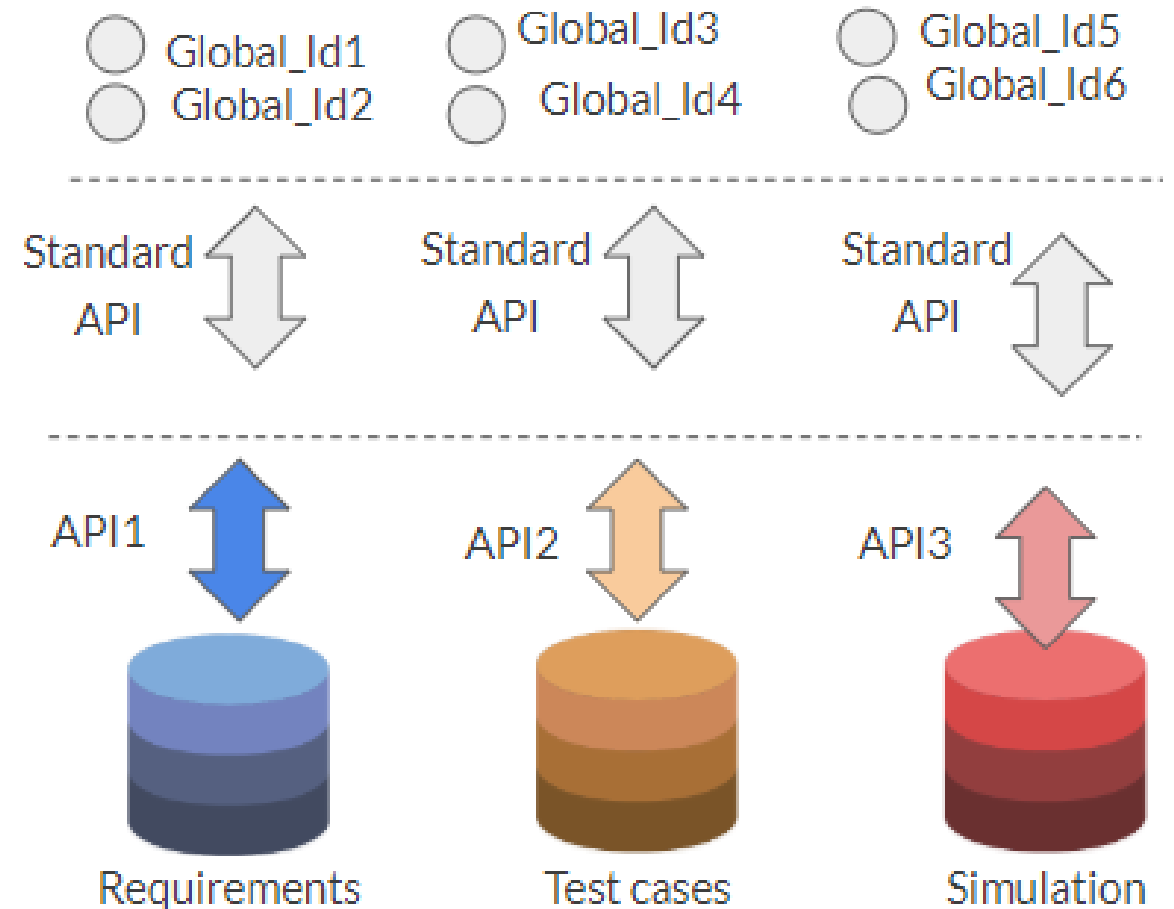 Global_Id1
Global_Id2
Global_Id3
Global_Id4
Global_Id5
Global_Id6
Standard
API
Standard
API
Standard
API
API1
API2
API3
Requirements
Test cases
Simulation